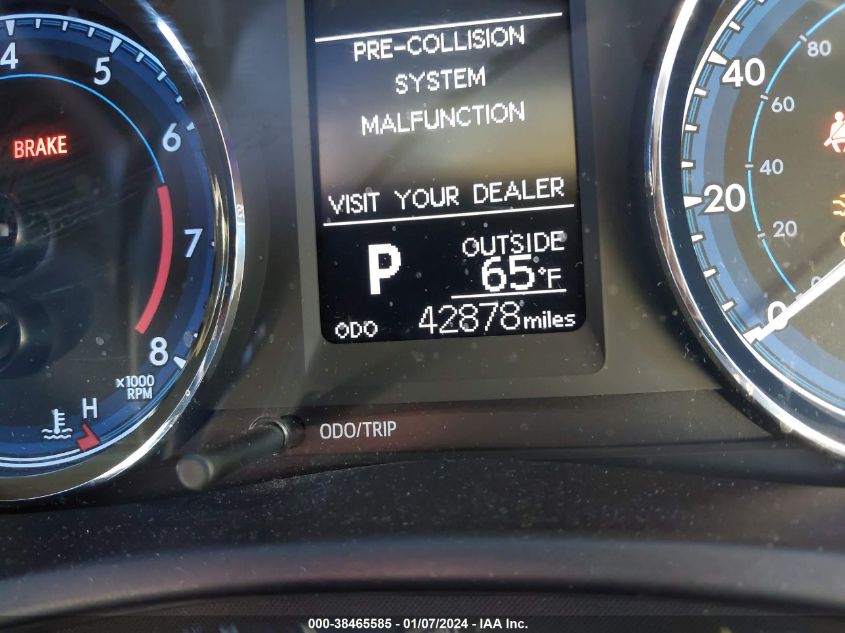 PRE-COLLISION
SYSTEM
MALFUNCTION
VISIT YOUR DEALER
P
OUTSIDE
65°F
ODO 42878 miles
4
5
6
7
8
BRAKE
x1000
RPM
H
ODO/TRIP
40
20
0
80
60
40
20
000-38465585 - 01/07/2024 - IAA Inc.